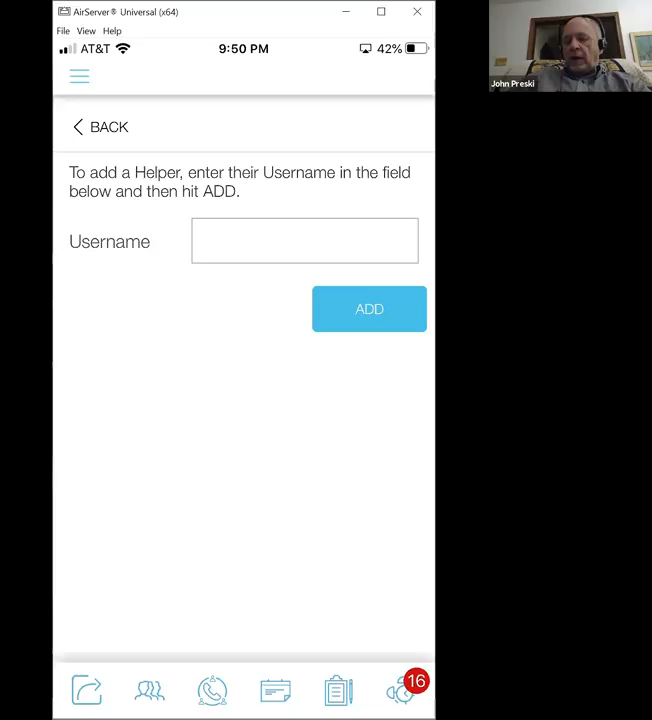 AirServer® Universal (x64)
File View Help
AT&T 9:50 PM 42%
BACK
To add a Helper, enter their Username in the field
below and then hit ADD.
Username
ADD
16
John Preski